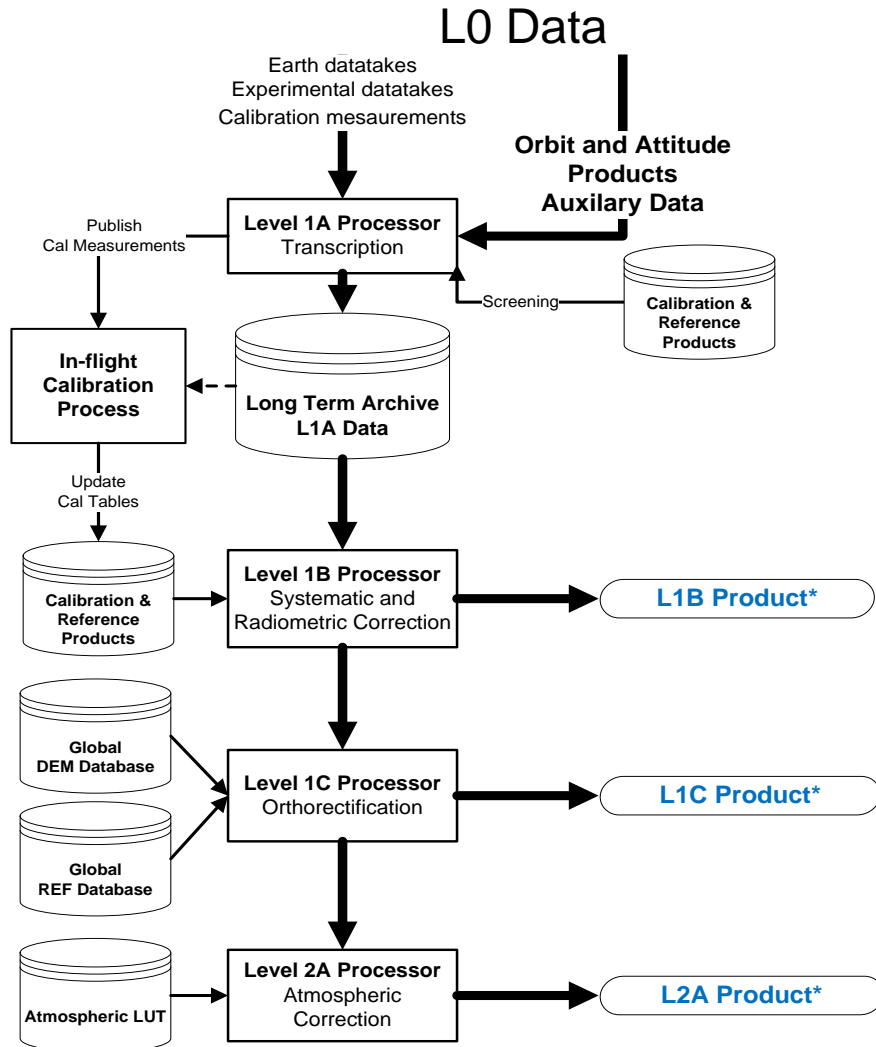 L0 Data
Earth datatakes
Experimental datatakes
Calibration mesaurements
Orbit and Attitude
Products
Auxilary Data
Publish
Cal Measurements
Level 1A Processor
Transcription
Screening
Calibration &
Reference
Products
In-flight
Calibration
Process
Long Term Archive
L1A Data
Update
Cal Tables
Calibration &
Reference
Products
Level 1B Processor
Systematic and
Radiometric Correction
L1B Product*
Global
DEM Database
Level 1C Processor
Orthorectification
L1C Product*
Global
REF Database
Atmospheric LUT
Level 2A Processor
Atmospheric
Correction
L2A Product*